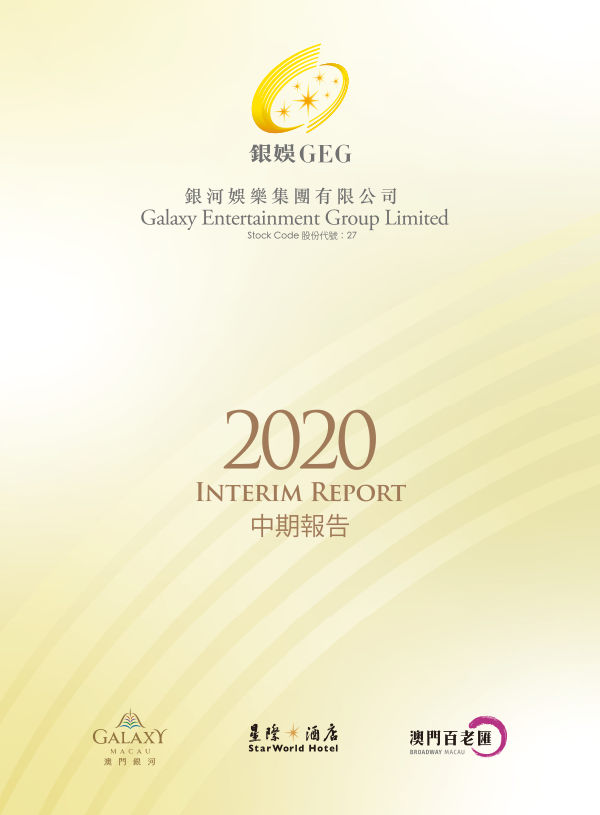 銀娛GEG
銀河娛樂集團有限公司
Galaxy Entertainment Group Limited
Stock Code 股份代號：27
2020
INTERIM REPORT
中期報告
GALAXY
MACAU
澳門銀河
星際酒店
StarWorld Hotel
澳門百老匯
BROADWAY MACAU